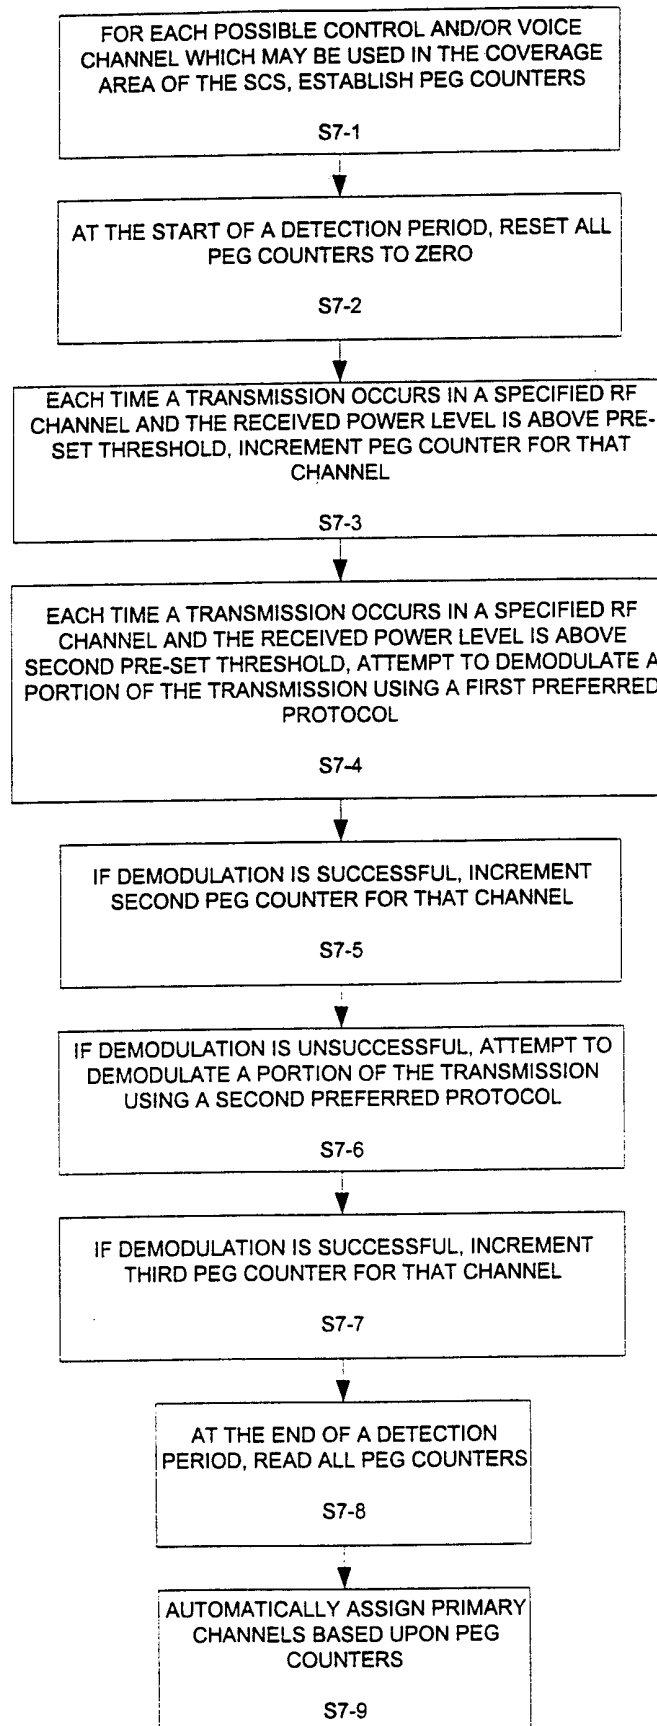 FOR EACH POSSIBLE CONTROL AND/OR VOICE
CHANNEL WHICH MAY BE USED IN THE COVERAGE
AREA OF THE SCS, ESTABLISH PEG COUNTERS
S7-1
AT THE START OF A DETECTION PERIOD, RESET ALL
PEG COUNTERS TO ZERO
S7-2
EACH TIME A TRANSMISSION OCCURS IN A SPECIFIED RF
CHANNEL AND THE RECEIVED POWER LEVEL IS ABOVE PRE-
SET THRESHOLD, INCREMENT PEG COUNTER FOR THAT
CHANNEL
S7-3
EACH TIME A TRANSMISSION OCCURS IN A SPECIFIED RF
CHANNEL AND THE RECEIVED POWER LEVEL IS ABOVE
SECOND PRE-SET THRESHOLD, ATTEMPT TO DEMODULATE A
PORTION OF THE TRANSMISSION USING A FIRST PREFERRED
PROTOCOL
S7-4
IF DEMODULATION IS SUCCESSFUL, INCREMENT
SECOND PEG COUNTER FOR THAT CHANNEL
S7-5
IF DEMODULATION IS UNSUCCESSFUL, ATTEMPT TO
DEMODULATE A PORTION OF THE TRANSMISSION
USING A SECOND PREFERRED PROTOCOL
S7-6
IF DEMODULATION IS SUCCESSFUL, INCREMENT
THIRD PEG COUNTER FOR THAT CHANNEL
S7-7
AT THE END OF A DETECTION
PERIOD, READ ALL PEG COUNTERS
S7-8
AUTOMATICALLY ASSIGN PRIMARY
CHANNELS BASED UPON PEG
COUNTERS
S7-9